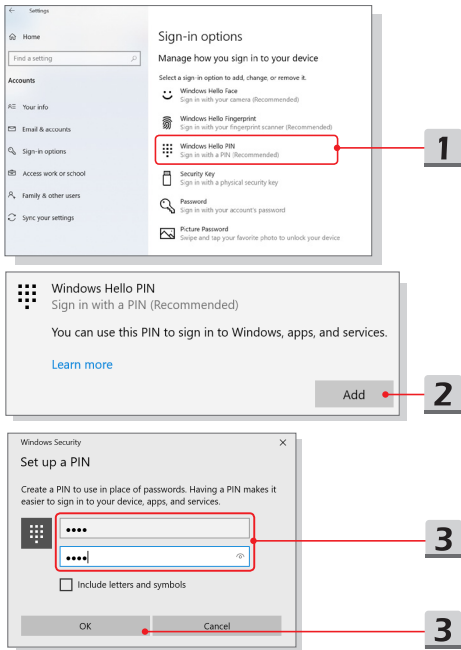 Settings
Home
Find a setting
Accounts
Your info
Email & accounts
Sign-in options
Access work or school
Family & other users
Sync your settings
Sign-in options
Manage how you sign in to your device
Select a sign-in option to add, change, or remove it.
Windows Hello Face
Sign in with your camera (Recommended)
Windows Hello Fingerprint
Sign in with your fingerprint scanner (Recommended)
Windows Hello PIN
Sign in with a PIN (Recommended)
Security Key
Sign in with a physical security key
Password
Sign in with your account's password
Picture Password
Swipe and tap your favorite photo to unlock your device
1
Windows Hello PIN
Sign in with a PIN (Recommended)
You can use this PIN to sign in to Windows, apps, and services.
Learn more
Add
2
Windows Security
Set up a PIN
Create a PIN to use in place of passwords. Having a PIN makes it
easier to sign in to your device, apps, and services.
3
Include letters and symbols
OK Cancel
3